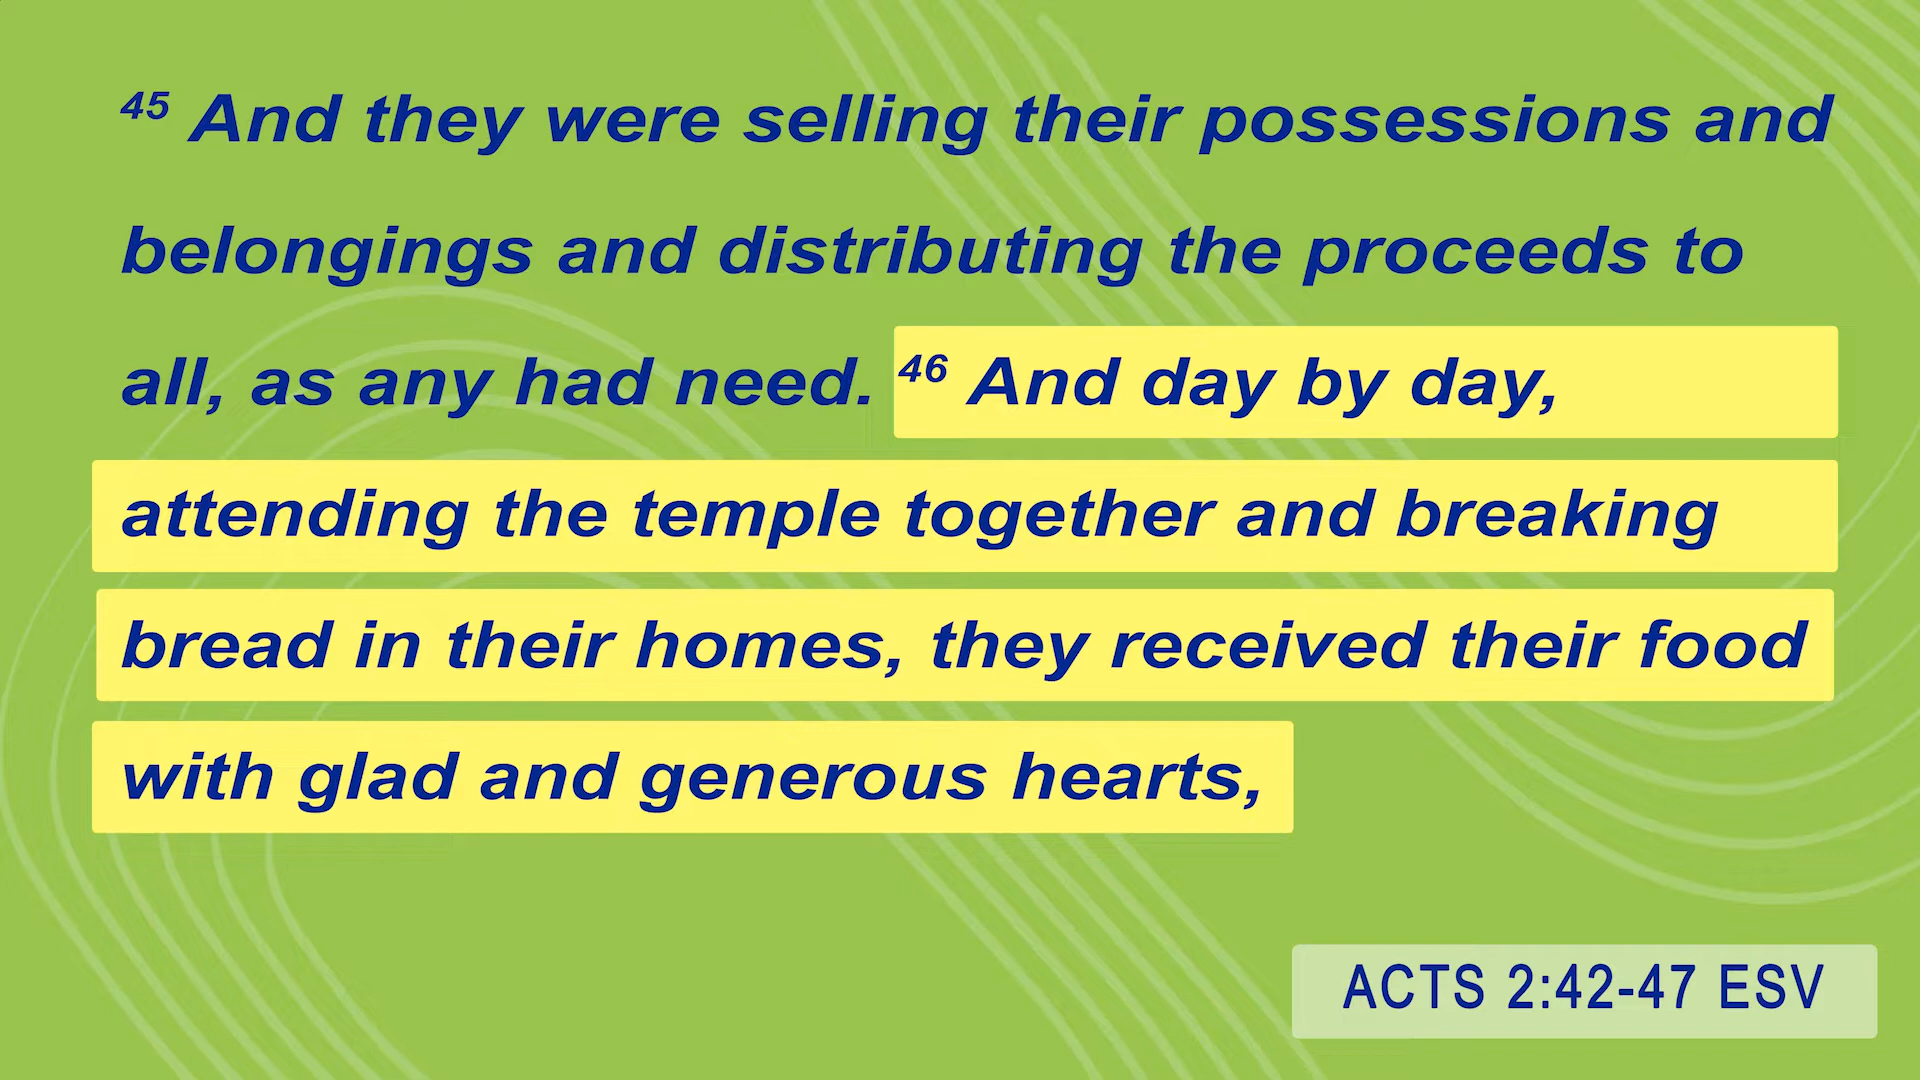 45 And they were selling their possessions and
belongings and distributing the proceeds to
all, as any had need. 46 And day by day,
attending the temple together and breaking
bread in their homes, they received their food
with glad and generous hearts,
ACTS 2:42-47 ESV